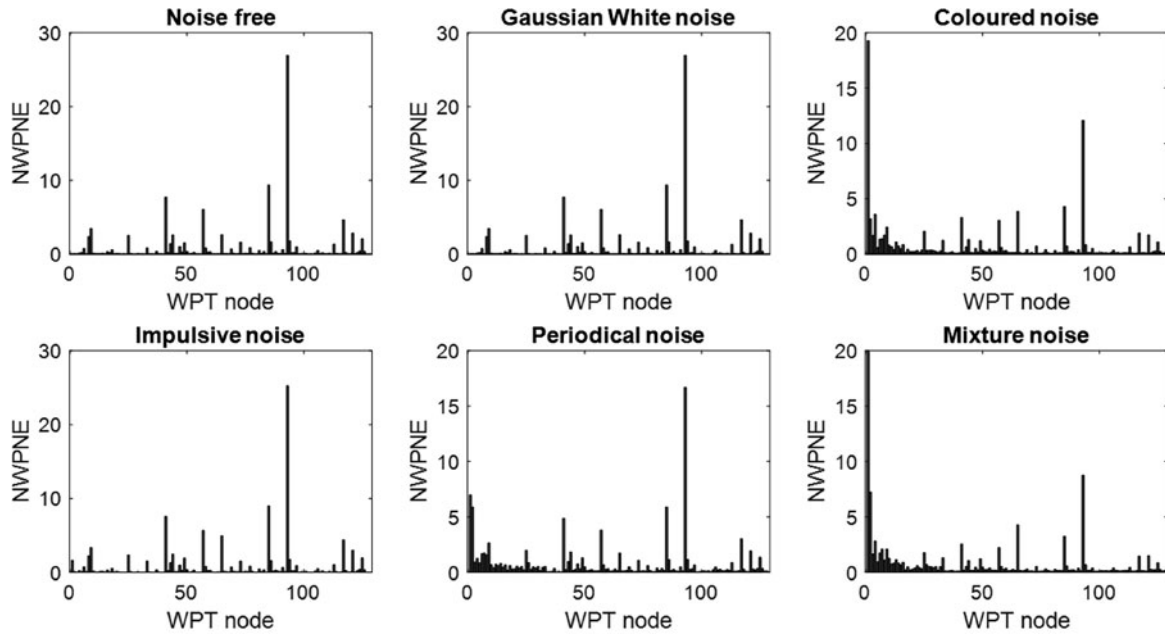 Noise free
Gaussian White noise
Coloured noise
30
20
10
0
NWPNE
0 50 100
WPT node
30
20
10
0
NWPNE
0 50 100
WPT node
20
15
10
5
0
NWPNE
0 50 100
WPT node
Impulsive noise
Periodical noise
Mixture noise
30
20
10
0
NWPNE
0 50 100
WPT node
20
15
10
5
0
NWPNE
0 50 100
WPT node
20
15
10
5
0
NWPNE
0 50 100
WPT node